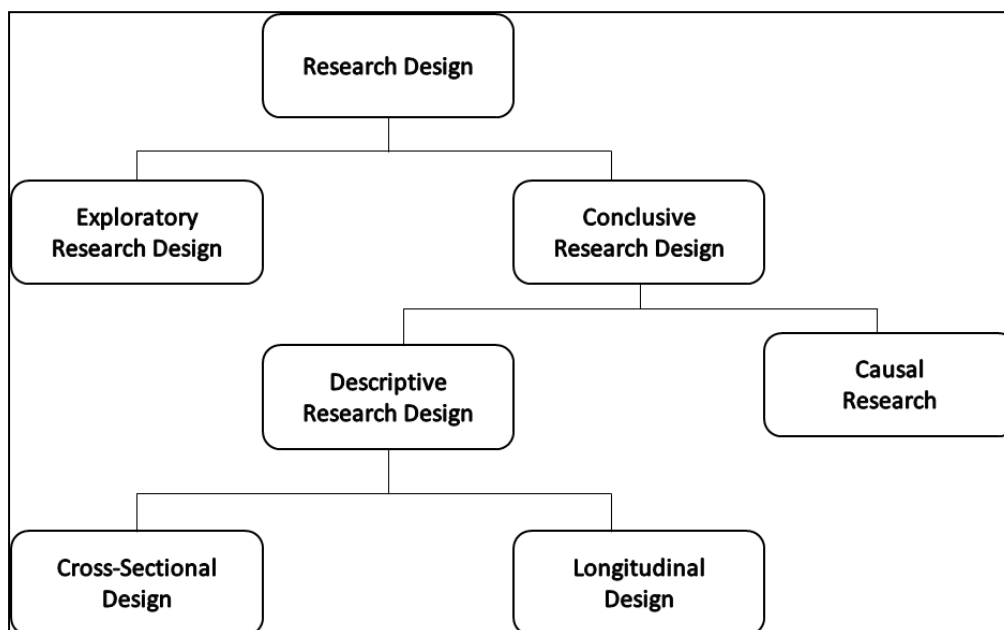 Research Design
Exploratory
Research Design
Conclusive
Research Design
Descriptive
Research Design
Causal
Research
Cross-Sectional
Design
Longitudinal
Design